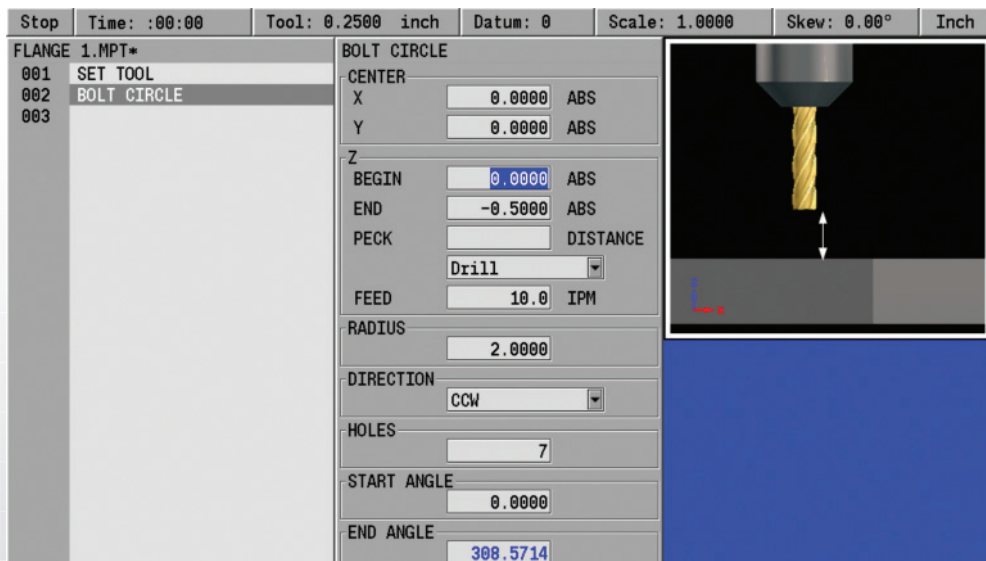 Stop Time: :00:00 Tool: 0.2500 inch Datum: 0 Scale: 1.0000 Skew: 0.00° Inch
FLANGE 1.MPT*
001 SET TOOL
002 BOLT CIRCLE
003
BOLT CIRCLE
CENTER
X 0.0000 ABS
Y 0.0000 ABS
Z
BEGIN 0.0000 ABS
END -0.5000 ABS
PECK DISTANCE
Drill
FEED 10.0 IPM
RADIUS
2.0000
DIRECTION
CCW
HOLES
7
START ANGLE
0.0000
END ANGLE
308.5714